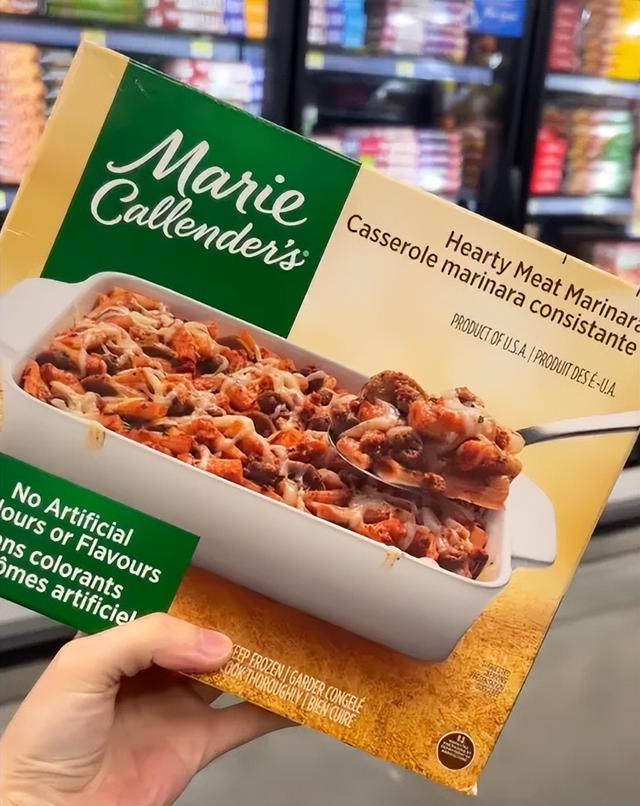 Marie
Callender's®
Hearty Meat Marinara
Casserole marinara consistante
PRODUCT OF U.S.A. | PRODUIT DES É-U.A.
No Artificial
lours or Flavours
ns colorants
ômes artificiel
EEP FROZEN | GARDER CONGELÉ
OOK THOROUGHLY | BIEN CUIRE